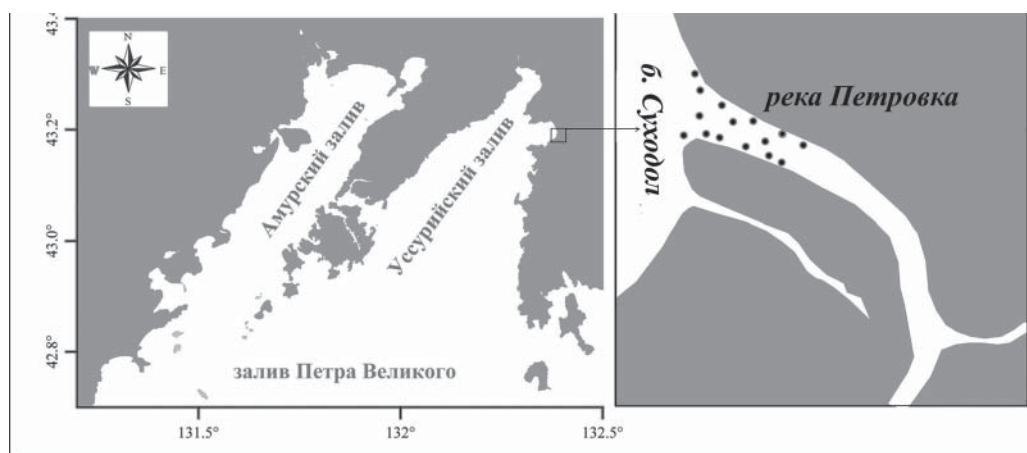 43.4
N
W
E
S
43.2°
43.0°
42.8°
Амурский залив
Уссурийский залив
залив Петра Великого
131.5°
132°
132.5°
б. Суходол
река Петровка